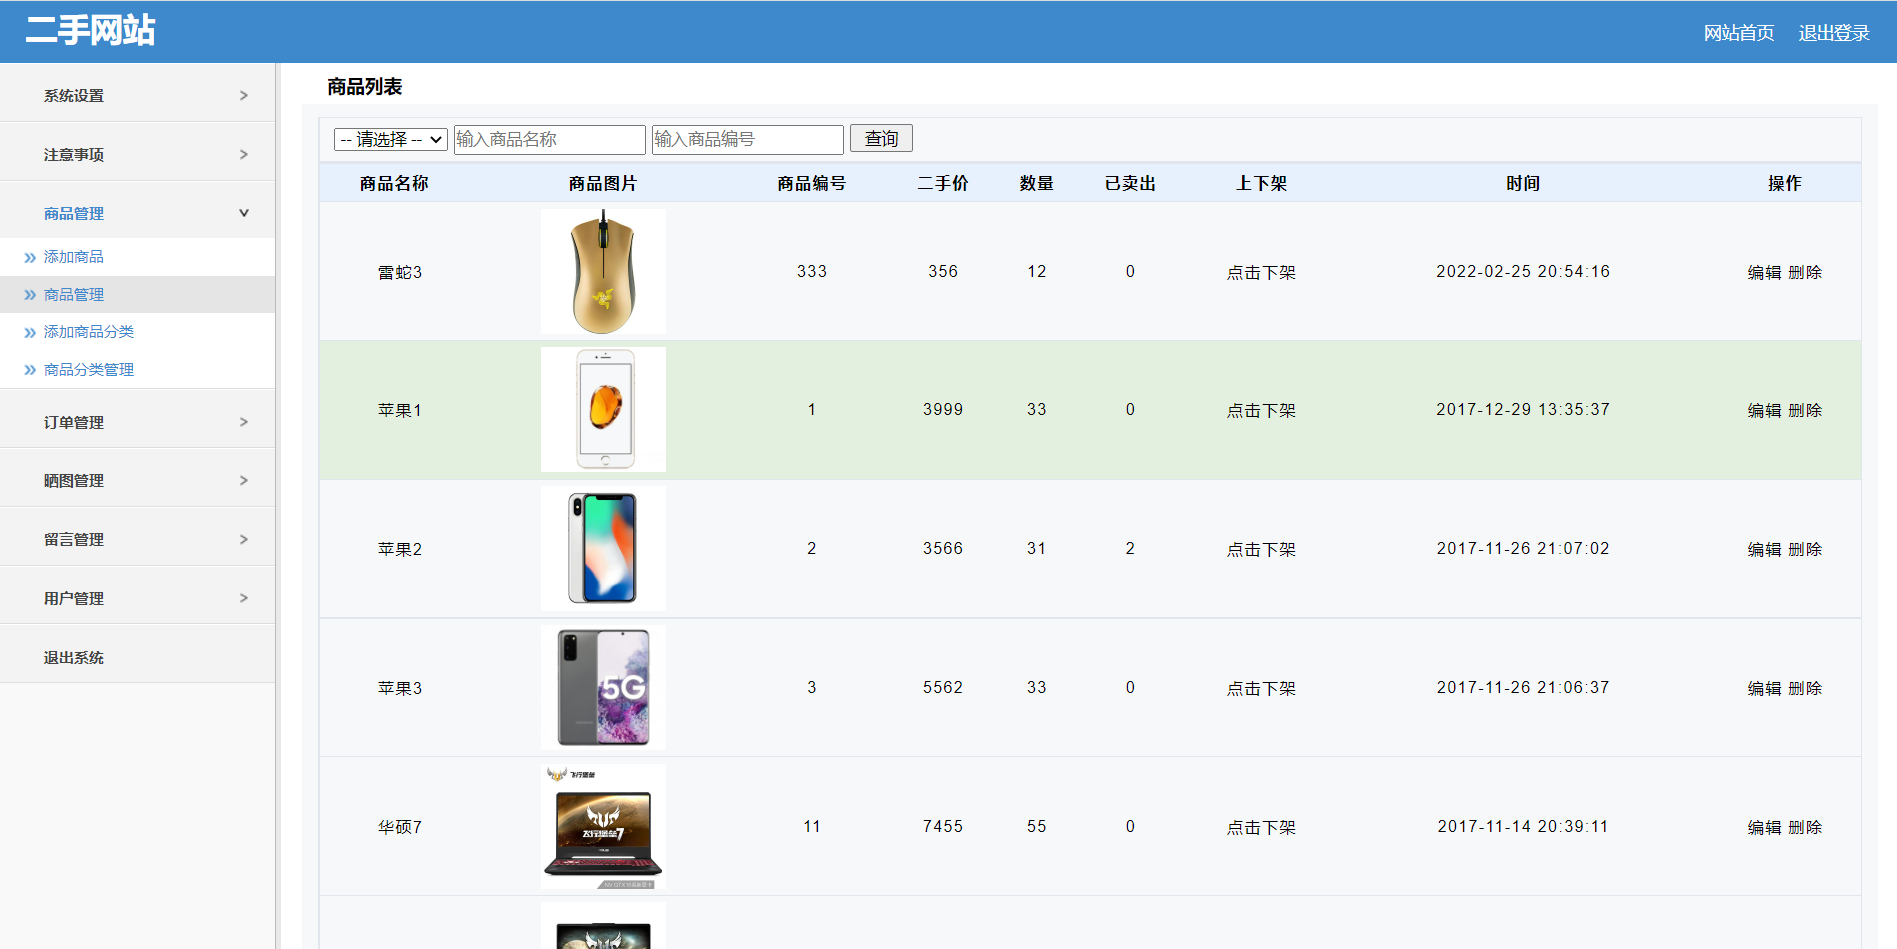 二手网站
网站首页 退出登录
系统设置 >
注意事项 >
商品管理 v
» 添加商品
» 商品管理
» 添加商品分类
» 商品分类管理
订单管理 >
晒图管理 >
留言管理 >
用户管理 >
退出系统
商品列表
-- 请选择 -- 输入商品名称 输入商品编号 查询
商品名称 商品图片 商品编号 二手价 数量 已卖出 上下架 时间 操作
雷蛇3 333 356 12 0 点击下架 2022-02-25 20:54:16 编辑 删除
苹果1 1 3999 33 0 点击下架 2017-12-29 13:35:37 编辑 删除
苹果2 2 3566 31 2 点击下架 2017-11-26 21:07:02 编辑 删除
5G
苹果3 3 5562 33 0 点击下架 2017-11-26 21:06:37 编辑 删除
飞行堡垒
飞行堡垒7
华硕7 11 7455 55 0 点击下架 2017-11-14 20:39:11 编辑 删除